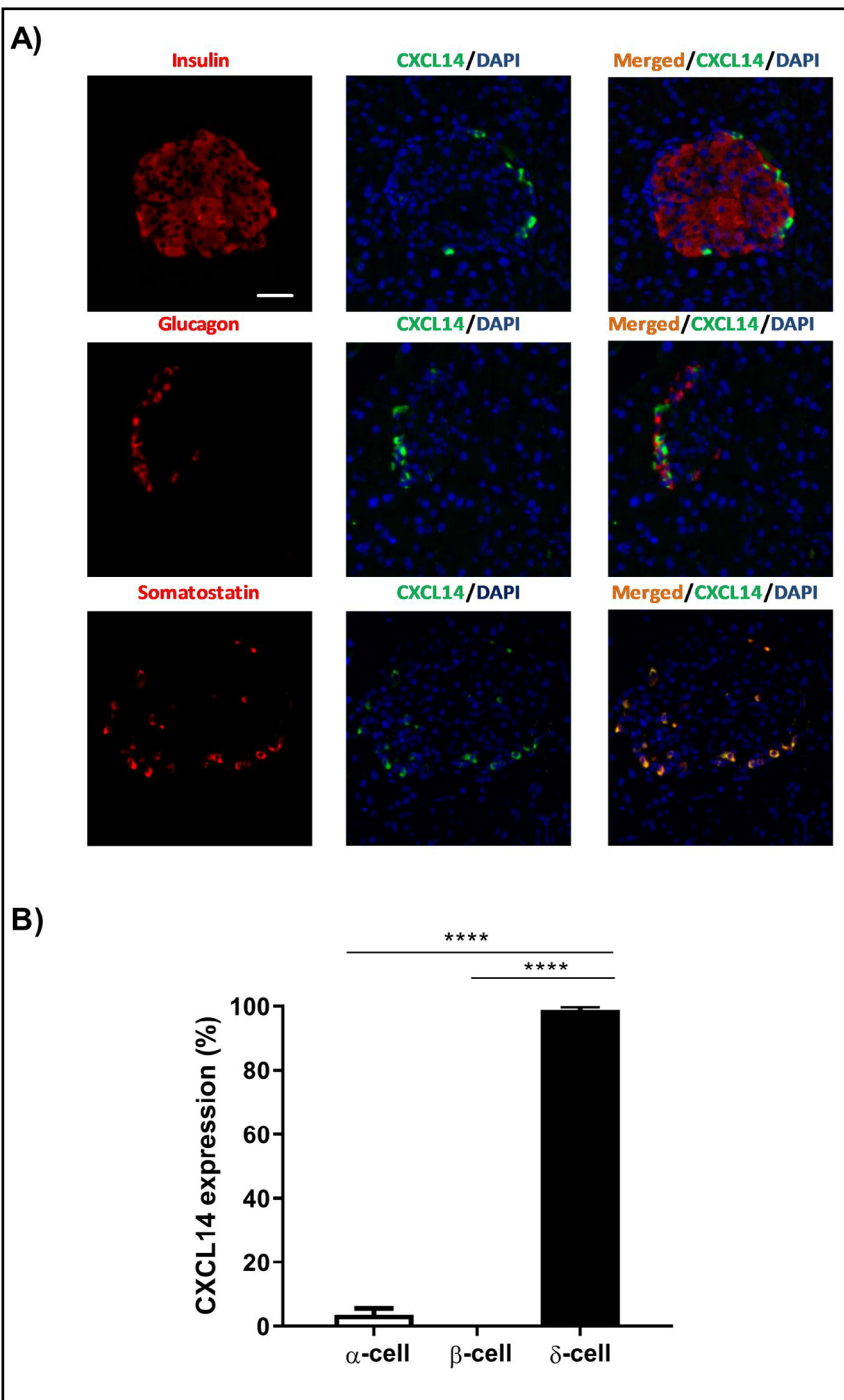 A)
Insulin CXCL14/DAPI Merged/CXCL14/DAPI
Glucagon CXCL14/DAPI Merged/CXCL14/DAPI
Somatostatin CXCL14/DAPI Merged/CXCL14/DAPI
B)
****
****
CXCL14 expression (%)
100
80
60
40
20
0
α-cell β-cell δ-cell